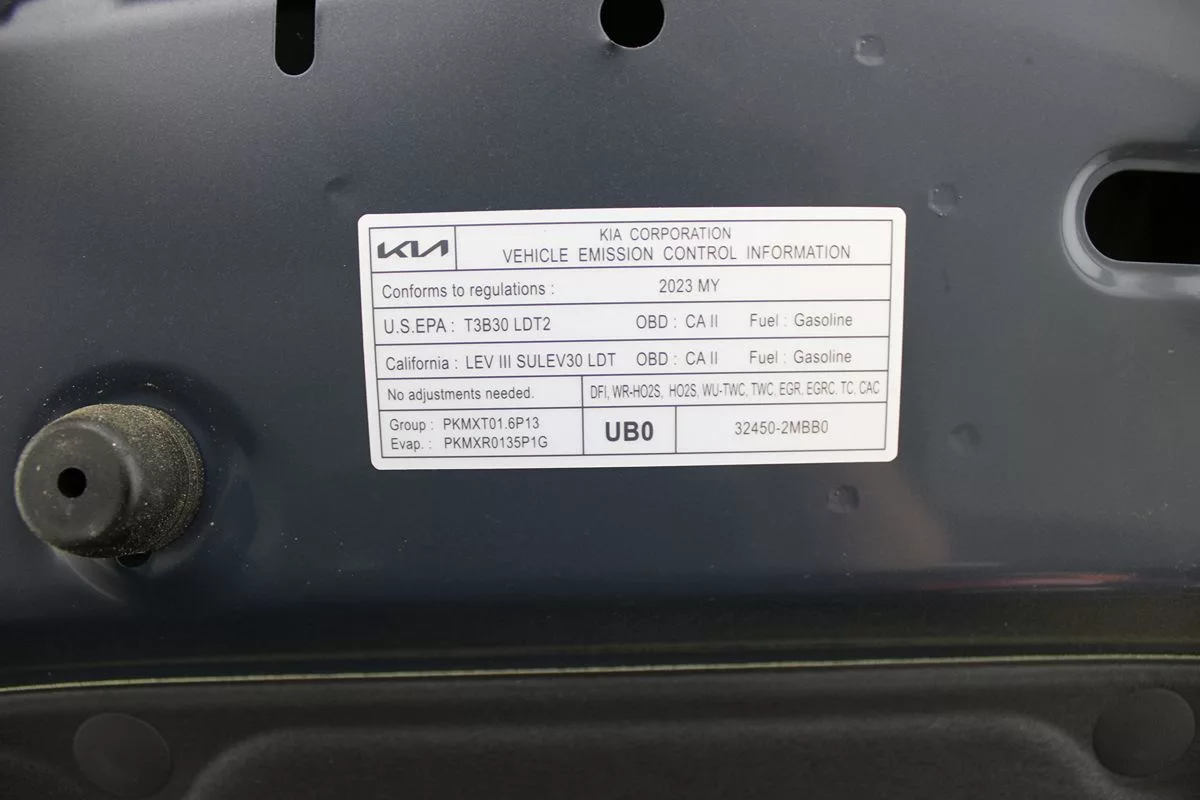 KIA
KIA CORPORATION
VEHICLE EMISSION CONTROL INFORMATION
Conforms to regulations : 2023 MY
U.S.EPA : T3B30 LDT2 OBD : CA II Fuel : Gasoline
California : LEV III SULEV30 LDT OBD : CA II Fuel : Gasoline
No adjustments needed. DFI, WR-HO2S, HO2S, WU-TWC, TWC, EGR, EGRC, TC, CAC
Group : PKMXT01.6P13
Evap. : PKMXR0135P1G
UB0
32450-2MBB0